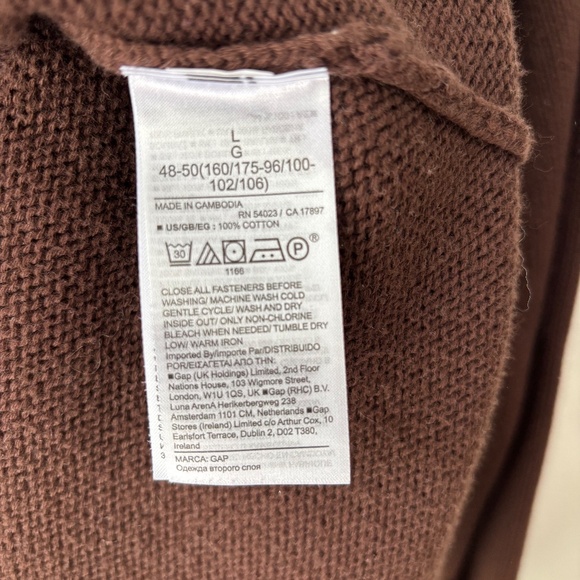 L
G
48-50(160/175-96/100-
102/106)
MADE IN CAMBODIA
RN 54023 / CA 17897
■ US/GB/EG : 100% COTTON
30
P®
1166
CLOSE ALL FASTENERS BEFORE
WASHING/ MACHINE WASH COLD
GENTLE CYCLE/ WASH AND DRY
INSIDE OUT/ ONLY NON-CHLORINE
BLEACH WHEN NEEDED/ TUMBLE DRY
LOW/ WARM IRON
Imported By/importe Par/DISTRIBUIDO
POR/ΕΙΣΑΓΕΤΑΙ ΑΠΟ ΤΗΝ:
■Gap (UK Holdings) Limited, 2nd Floor
Nations House, 103 Wigmore Street,
London, W1U 1QS, UK ■Gap (RHC) B.V.
Luna ArenA Herikerbergweg 238
Amsterdam 1101 CM, Netherlands ■Gap
Stores (Ireland) Limited c/o Arthur Cox, 10
Earlsfort Terrace, Dublin 2, D02 T380,
Ireland
MARCA: GAP
Одежда второго слоя